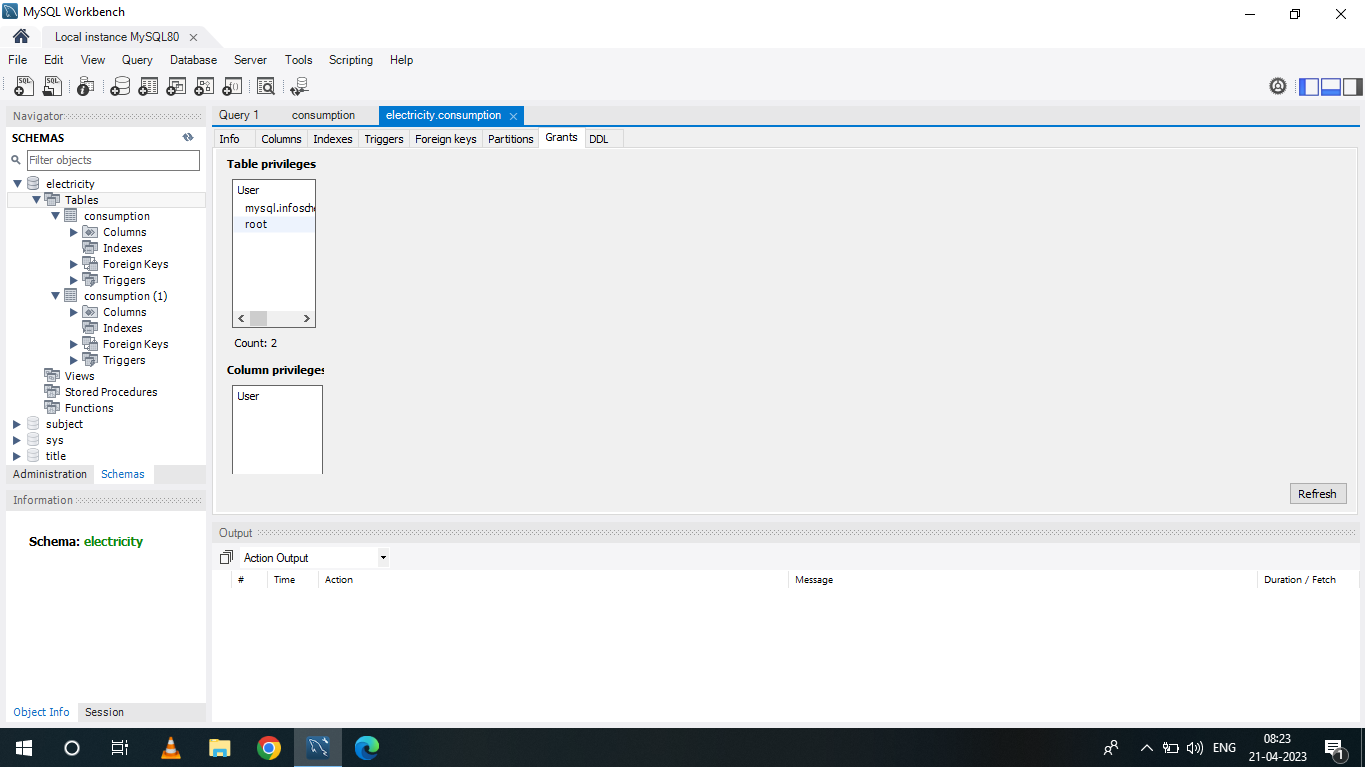 MySQL Workbench
Local instance MySQL80
File Edit View Query Database Server Tools Scripting Help
SQL SQL
Navigator
SCHEMAS
Filter objects
electricity
Tables
consumption
Columns
Indexes
Foreign Keys
Triggers
consumption (1)
Columns
Indexes
Foreign Keys
Triggers
Views
Stored Procedures
Functions
subject
sys
title
Administration Schemas
Information
Schema: electricity
Object Info Session
Query 1 consumption electricity.consumption
Info Columns Indexes Triggers Foreign keys Partitions Grants DDL
Table privileges
User
mysql.infosche
root
Count: 2
Column privileges
User
Refresh
Output
Action Output
# Time Action Message Duration / Fetch
ENG
08:23
21-04-2023
1